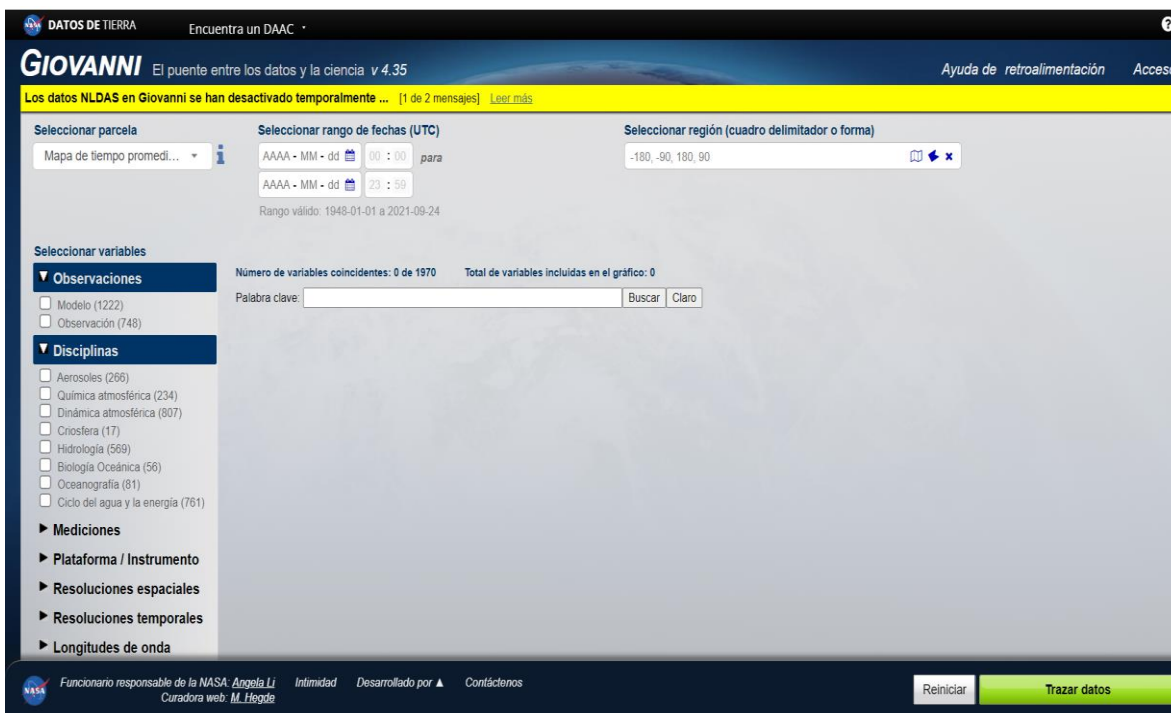 DATOS DE TIERRA
Encuentra un DAAC
GIOVANNI El puente entre los datos y la ciencia v 4.35
Ayuda de retroalimentación
Los datos NLDAS en Giovanni se han desactivado temporalmente ... [1 de 2 mensajes] Leer más
Seleccionar parcela
Mapa de tiempo promedi...
Seleccionar rango de fechas (UTC)
AAAA - MM - dd 00 : 00 para
AAAA - MM - dd 23 : 59
Rango válido: 1948-01-01 a 2021-09-24
Seleccionar región (cuadro delimitador o forma)
-180, -90, 180, 90
Seleccionar variables
Observaciones
Modelo (1222)
Observación (748)
Disciplinas
Aerosoles (266)
Química atmosférica (234)
Dinámica atmosférica (807)
Criosfera (17)
Hidrología (569)
Biología Oceánica (56)
Oceanografía (81)
Ciclo del agua y la energía (761)
Mediciones
Plataforma / Instrumento
Resoluciones espaciales
Resoluciones temporales
Longitudes de onda
Número de variables coincidentes: 0 de 1970
Total de variables incluidas en el gráfico: 0
Palabra clave:
Buscar
Claro
NASA
Funcionario responsable de la NASA: Angela Li
Curadora web: M. Hegde
Intimidad
Desarrollado por ▲
Contáctenos
Reiniciar
Trazar datos